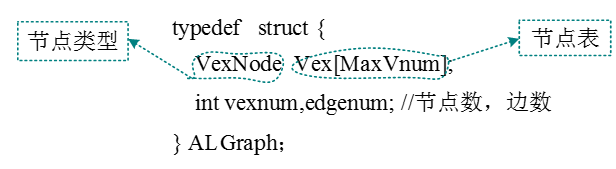 typedef struct {
节点类型
节点表
VexNode Vex[MaxVnum],
int vexnum,edgenum; //节点数，边数
} ALGraph；